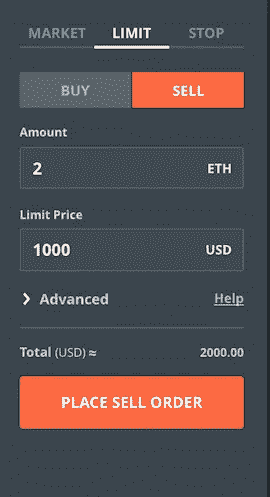 MARKET LIMIT STOP
BUY SELL
Amount
2 ETH
Limit Price
1000 USD
Advanced Help
Total (USD) ≈ 2000.00
PLACE SELL ORDER